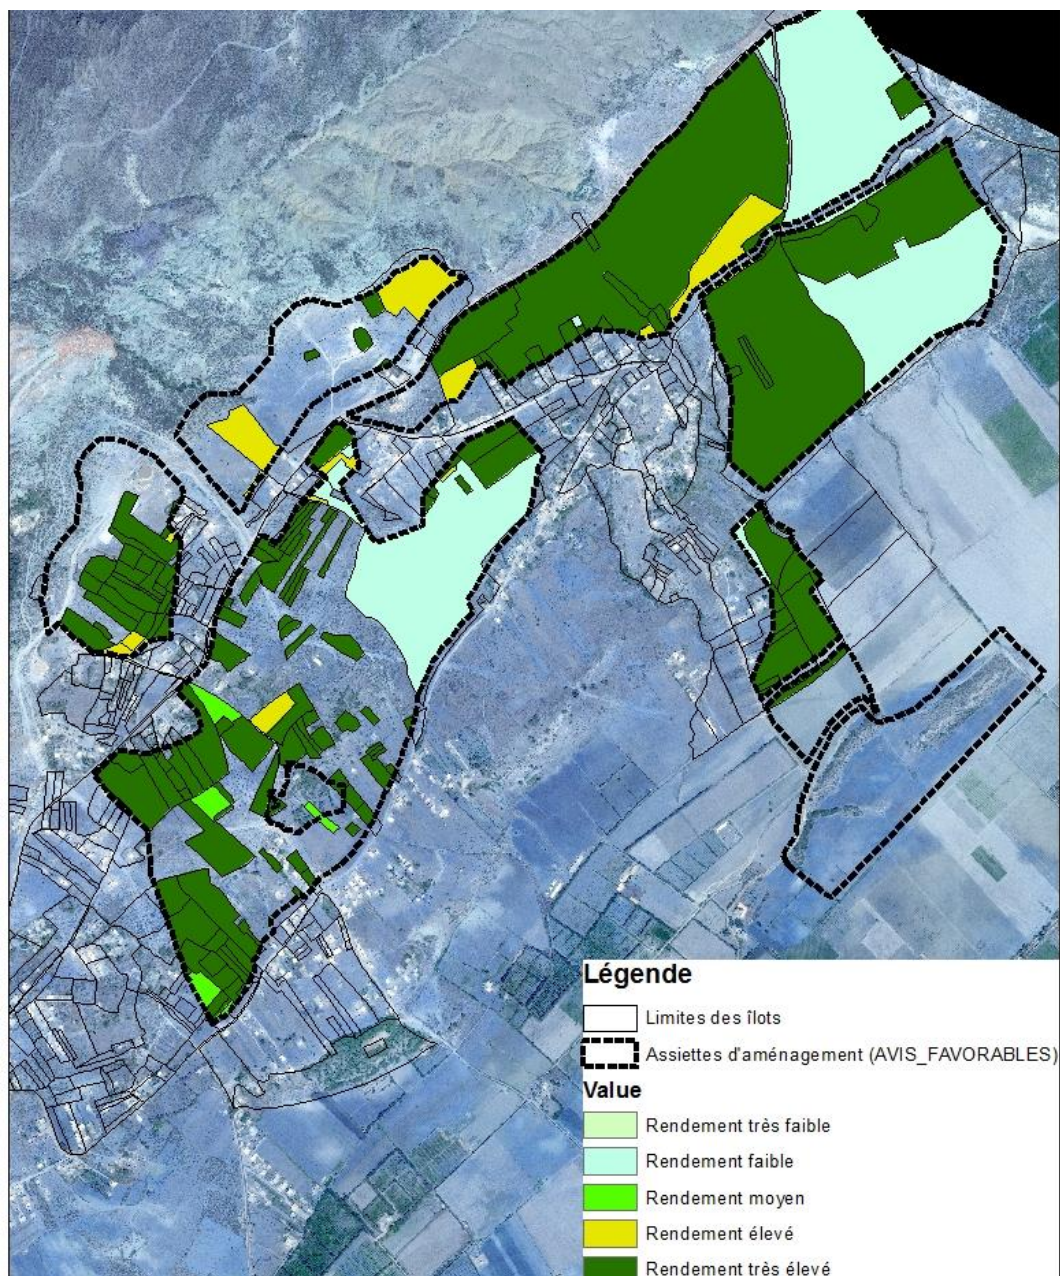 Légende
Limites des îlots
Assiettes d'aménagement (AVIS_FAVORABLES)
Value
Rendement très faible
Rendement faible
Rendement moyen
Rendement élevé
Rendement très élevé